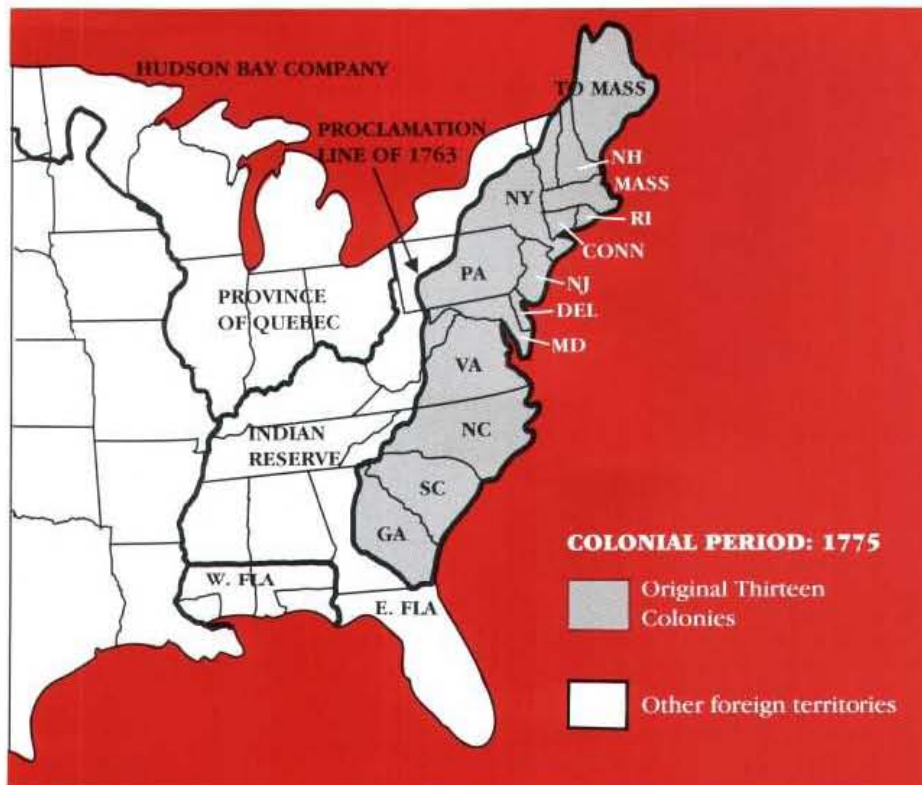 HUDSON BAY COMPANY
TO MASS
PROCLAMATION
LINE OF 1763
NH
MASS
NY
RI
CONN
PA
NJ
PROVINCE
OF QUEBEC
DEL
MD
VA
INDIAN
RESERVE
NC
SC
GA
COLONIAL PERIOD: 1775
W. FLA
Original Thirteen
Colonies
E. FLA
Other foreign territories